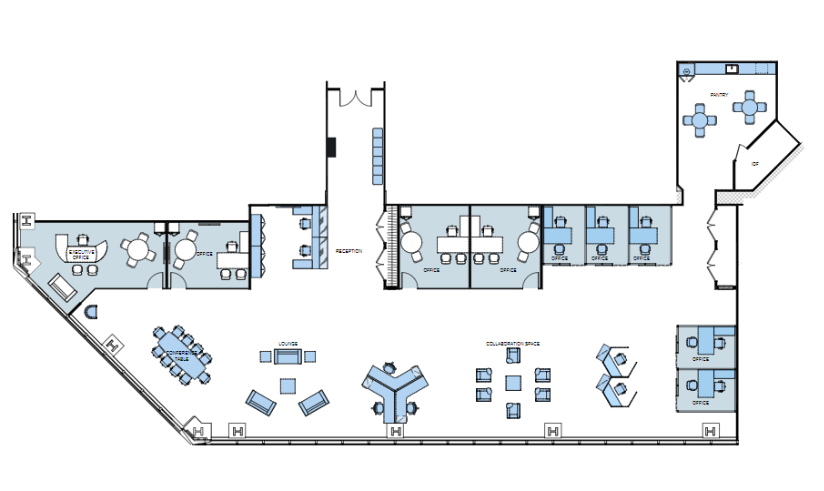 PANTRY
IDF
EXECUTIVE
OFFICE
OFFICE
RECEPTION
OFFICE
OFFICE
OFFICE
OFFICE
OFFICE
CONFERENCE
TABLE
LOUNGE
COLLABORATION SPACE
OFFICE
OFFICE